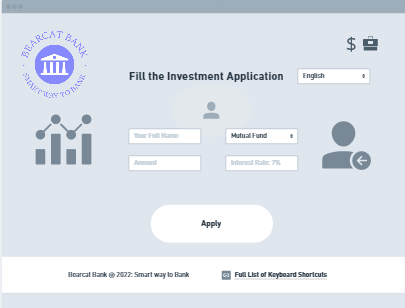 BEARCAT BANK
SMART WAY TO BANK
$
Fill the Investment Application
English
Your Full Name
Mutual Fund
Amount
Interest Rate; 7%
Apply
Bearcat Bank @ 2022: Smart way to Bank
Full List of Keyboard Shortcuts